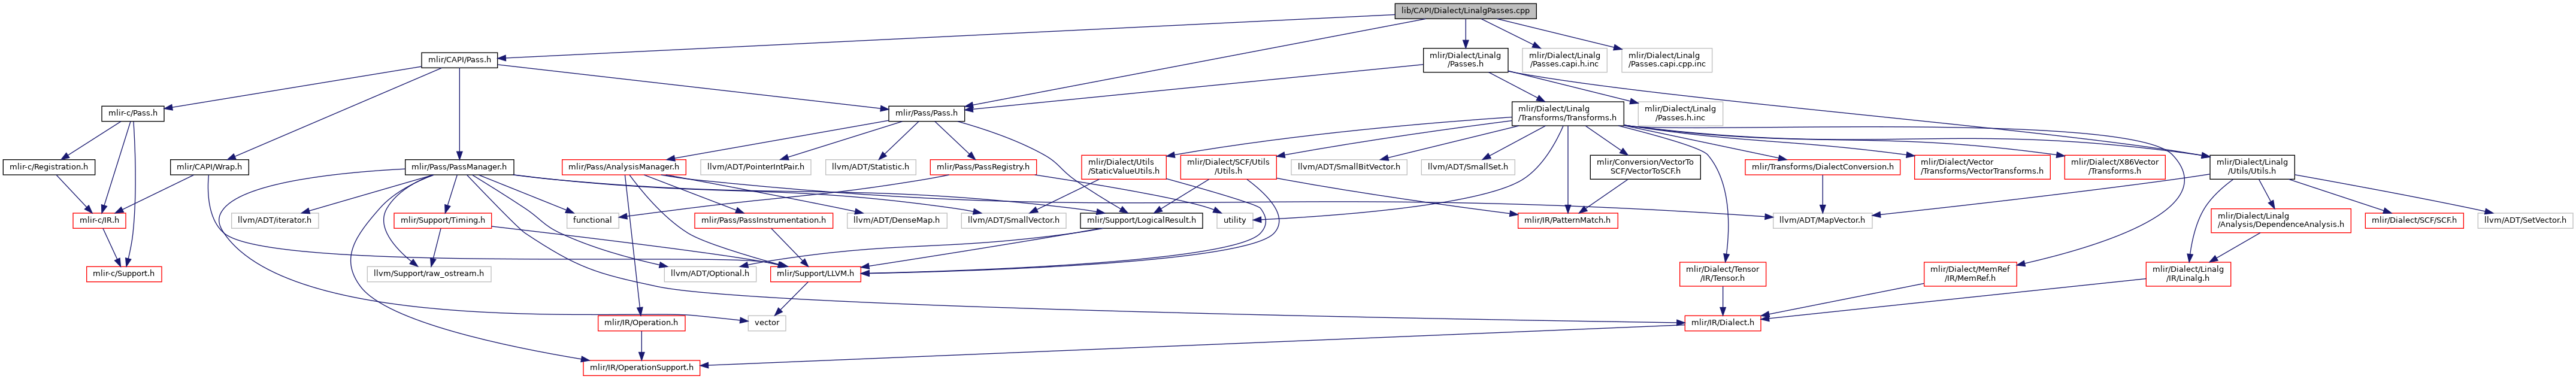 lib/CAPI/Dialect/LinalgPasses.cpp
mlir/CAPI/Pass.h
mlir/Dialect/Linalg
/Passes.h
mlir/Dialect/Linalg
/Passes.capi.h.inc
mlir/Dialect/Linalg
/Passes.capi.cpp.inc
mlir-c/Pass.h
mlir/Pass/Pass.h
mlir/Dialect/Linalg
/Transforms/Transforms.h
mlir/Dialect/Linalg
/Passes.h.inc
mlir-c/Registration.h
mlir/CAPI/Wrap.h
mlir/Pass/PassManager.h
mlir/Pass/AnalysisManager.h
llvm/ADT/PointerIntPair.h
llvm/ADT/Statistic.h
mlir/Pass/PassRegistry.h
mlir/Dialect/Utils
/StaticValueUtils.h
mlir/Dialect/SCF/Utils
/Utils.h
llvm/ADT/SmallBitVector.h
llvm/ADT/SmallSet.h
mlir/Conversion/VectorTo
SCF/VectorToSCF.h
mlir/Transforms/DialectConversion.h
mlir/Dialect/Vector
/Transforms/VectorTransforms.h
mlir/Dialect/X86Vector
/Transforms.h
mlir/Dialect/Linalg
/Utils/Utils.h
mlir-c/IR.h
llvm/ADT/iterator.h
mlir/Support/Timing.h
functional
mlir/Pass/PassInstrumentation.h
llvm/ADT/DenseMap.h
llvm/ADT/SmallVector.h
mlir/Support/LogicalResult.h
utility
mlir/IR/PatternMatch.h
llvm/ADT/MapVector.h
mlir/Dialect/Linalg
/Analysis/DependenceAnalysis.h
mlir/Dialect/SCF/SCF.h
llvm/ADT/SetVector.h
mlir-c/Support.h
llvm/Support/raw_ostream.h
llvm/ADT/Optional.h
mlir/Support/LLVM.h
mlir/Dialect/Tensor
/IR/Tensor.h
mlir/Dialect/MemRef
/IR/MemRef.h
mlir/Dialect/Linalg
/IR/Linalg.h
mlir/IR/Operation.h
vector
mlir/IR/Dialect.h
mlir/IR/OperationSupport.h